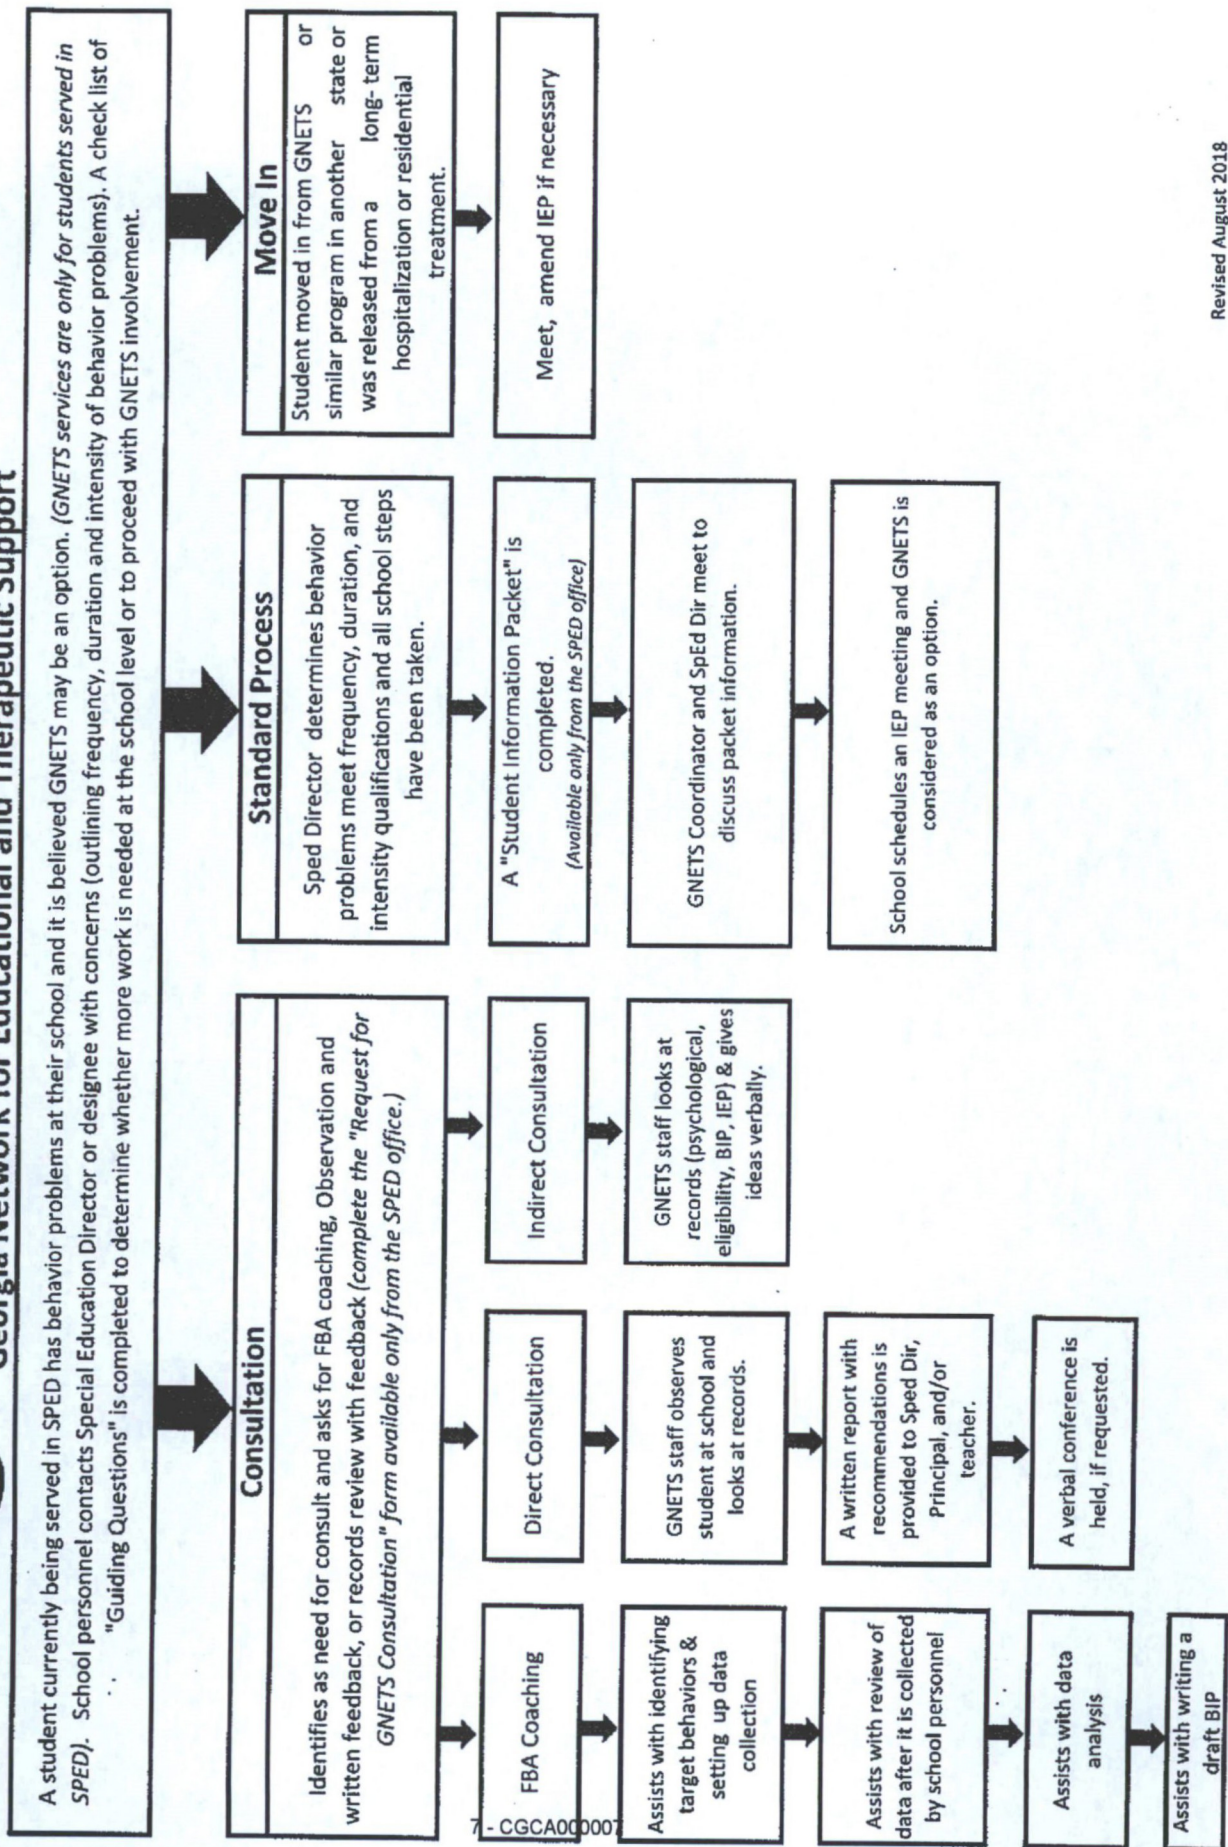 Georgia Network for Educational and Therapeutic Support
A student currently being served in SPED has behavior problems at their school and it is believed GNETS may be an option. (GNETS services are only for students served in
SPED). School personnel contacts Special Education Director or designee with concerns (outlining frequency, duration and intensity of behavior problems). A check list of
"Guiding Questions" is completed to determine whether more work is needed at the school level or to proceed with GNETS involvement.
Consultation
Identifies as need for consult and asks for FBA coaching, Observation and
written feedback, or records review with feedback (complete the "Request for
GNETS Consultation" form available only from the SPED office.)
FBA Coaching
Assists with identifying
target behaviors &
setting up data
collection
Assists with review of
data after it is collected
by school personnel
Assists with data
analysis
Assists with writing a
draft BIP
Direct Consultation
GNETS staff observes
student at school and
looks at records.
A written report with
recommendations is
provided to Sped Dir,
Principal, and/or
teacher.
A verbal conference is
held, if requested.
Indirect Consultation
GNETS staff looks at
records (psychological,
eligibility, BIP, IEP) & gives
ideas verbally.
Standard Process
Sped Director determines behavior
problems meet frequency, duration, and
intensity qualifications and all school steps
have been taken.
A "Student Information Packet" is
completed.
(Available only from the SPED office)
GNETS Coordinator and SpEd Dir meet to
discuss packet information.
School schedules an IEP meeting and GNETS is
considered as an option.
Move In
Student moved in from GNETS or
similar program in another state or
was released from a long- term
hospitalization or residential
treatment.
Meet, amend IEP if necessary
Revised August 2018
7 - CGCA000007